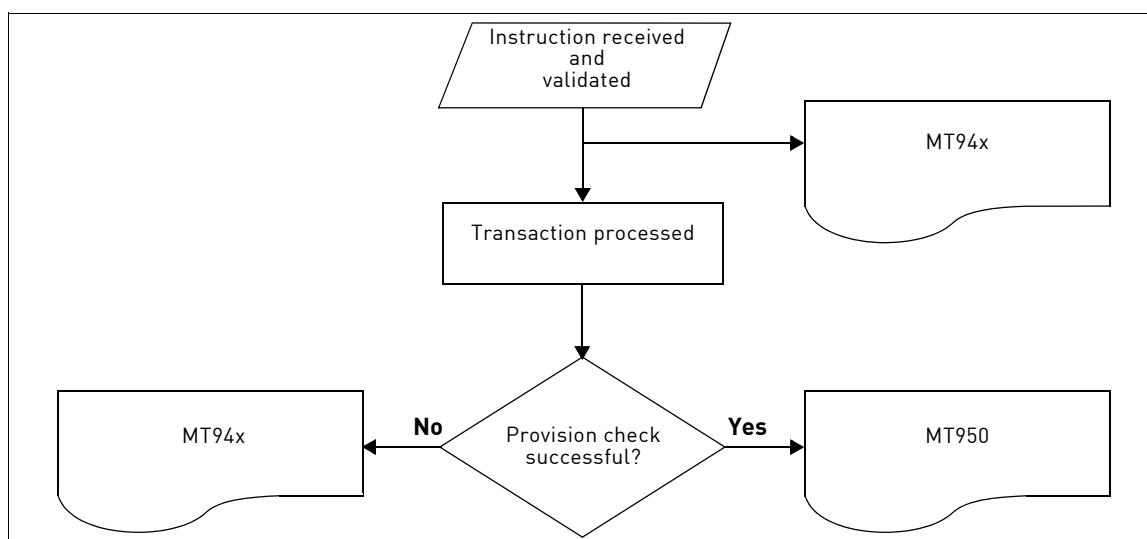 Instruction received
and
validated
MT94x
Transaction processed
MT94x
No
Provision check
successful?
Yes
MT950